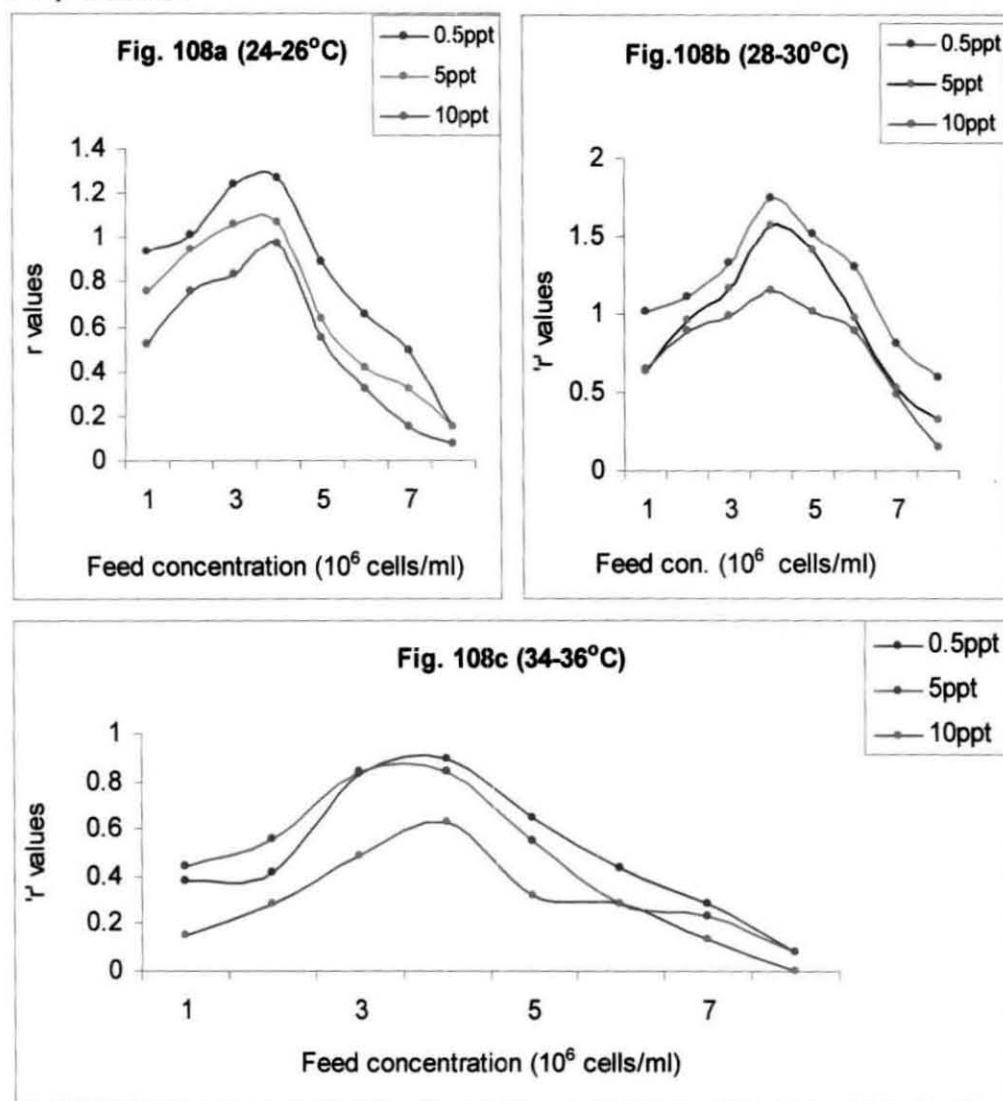 Fig. 108a (24-26°C)
0.5ppt
5ppt
10ppt
r values
1.4
1.2
1
0.8
0.6
0.4
0.2
0
1 3 5 7
Feed concentration (10⁶ cells/ml)
Fig.108b (28-30°C)
0.5ppt
5ppt
10ppt
'r' values
2
1.5
1
0.5
0
1 3 5 7
Feed con. (10⁶ cells/ml)
Fig. 108c (34-36°C)
0.5ppt
5ppt
10ppt
'r' values
1
0.8
0.6
0.4
0.2
0
1 3 5 7
Feed concentration (10⁶ cells/ml)